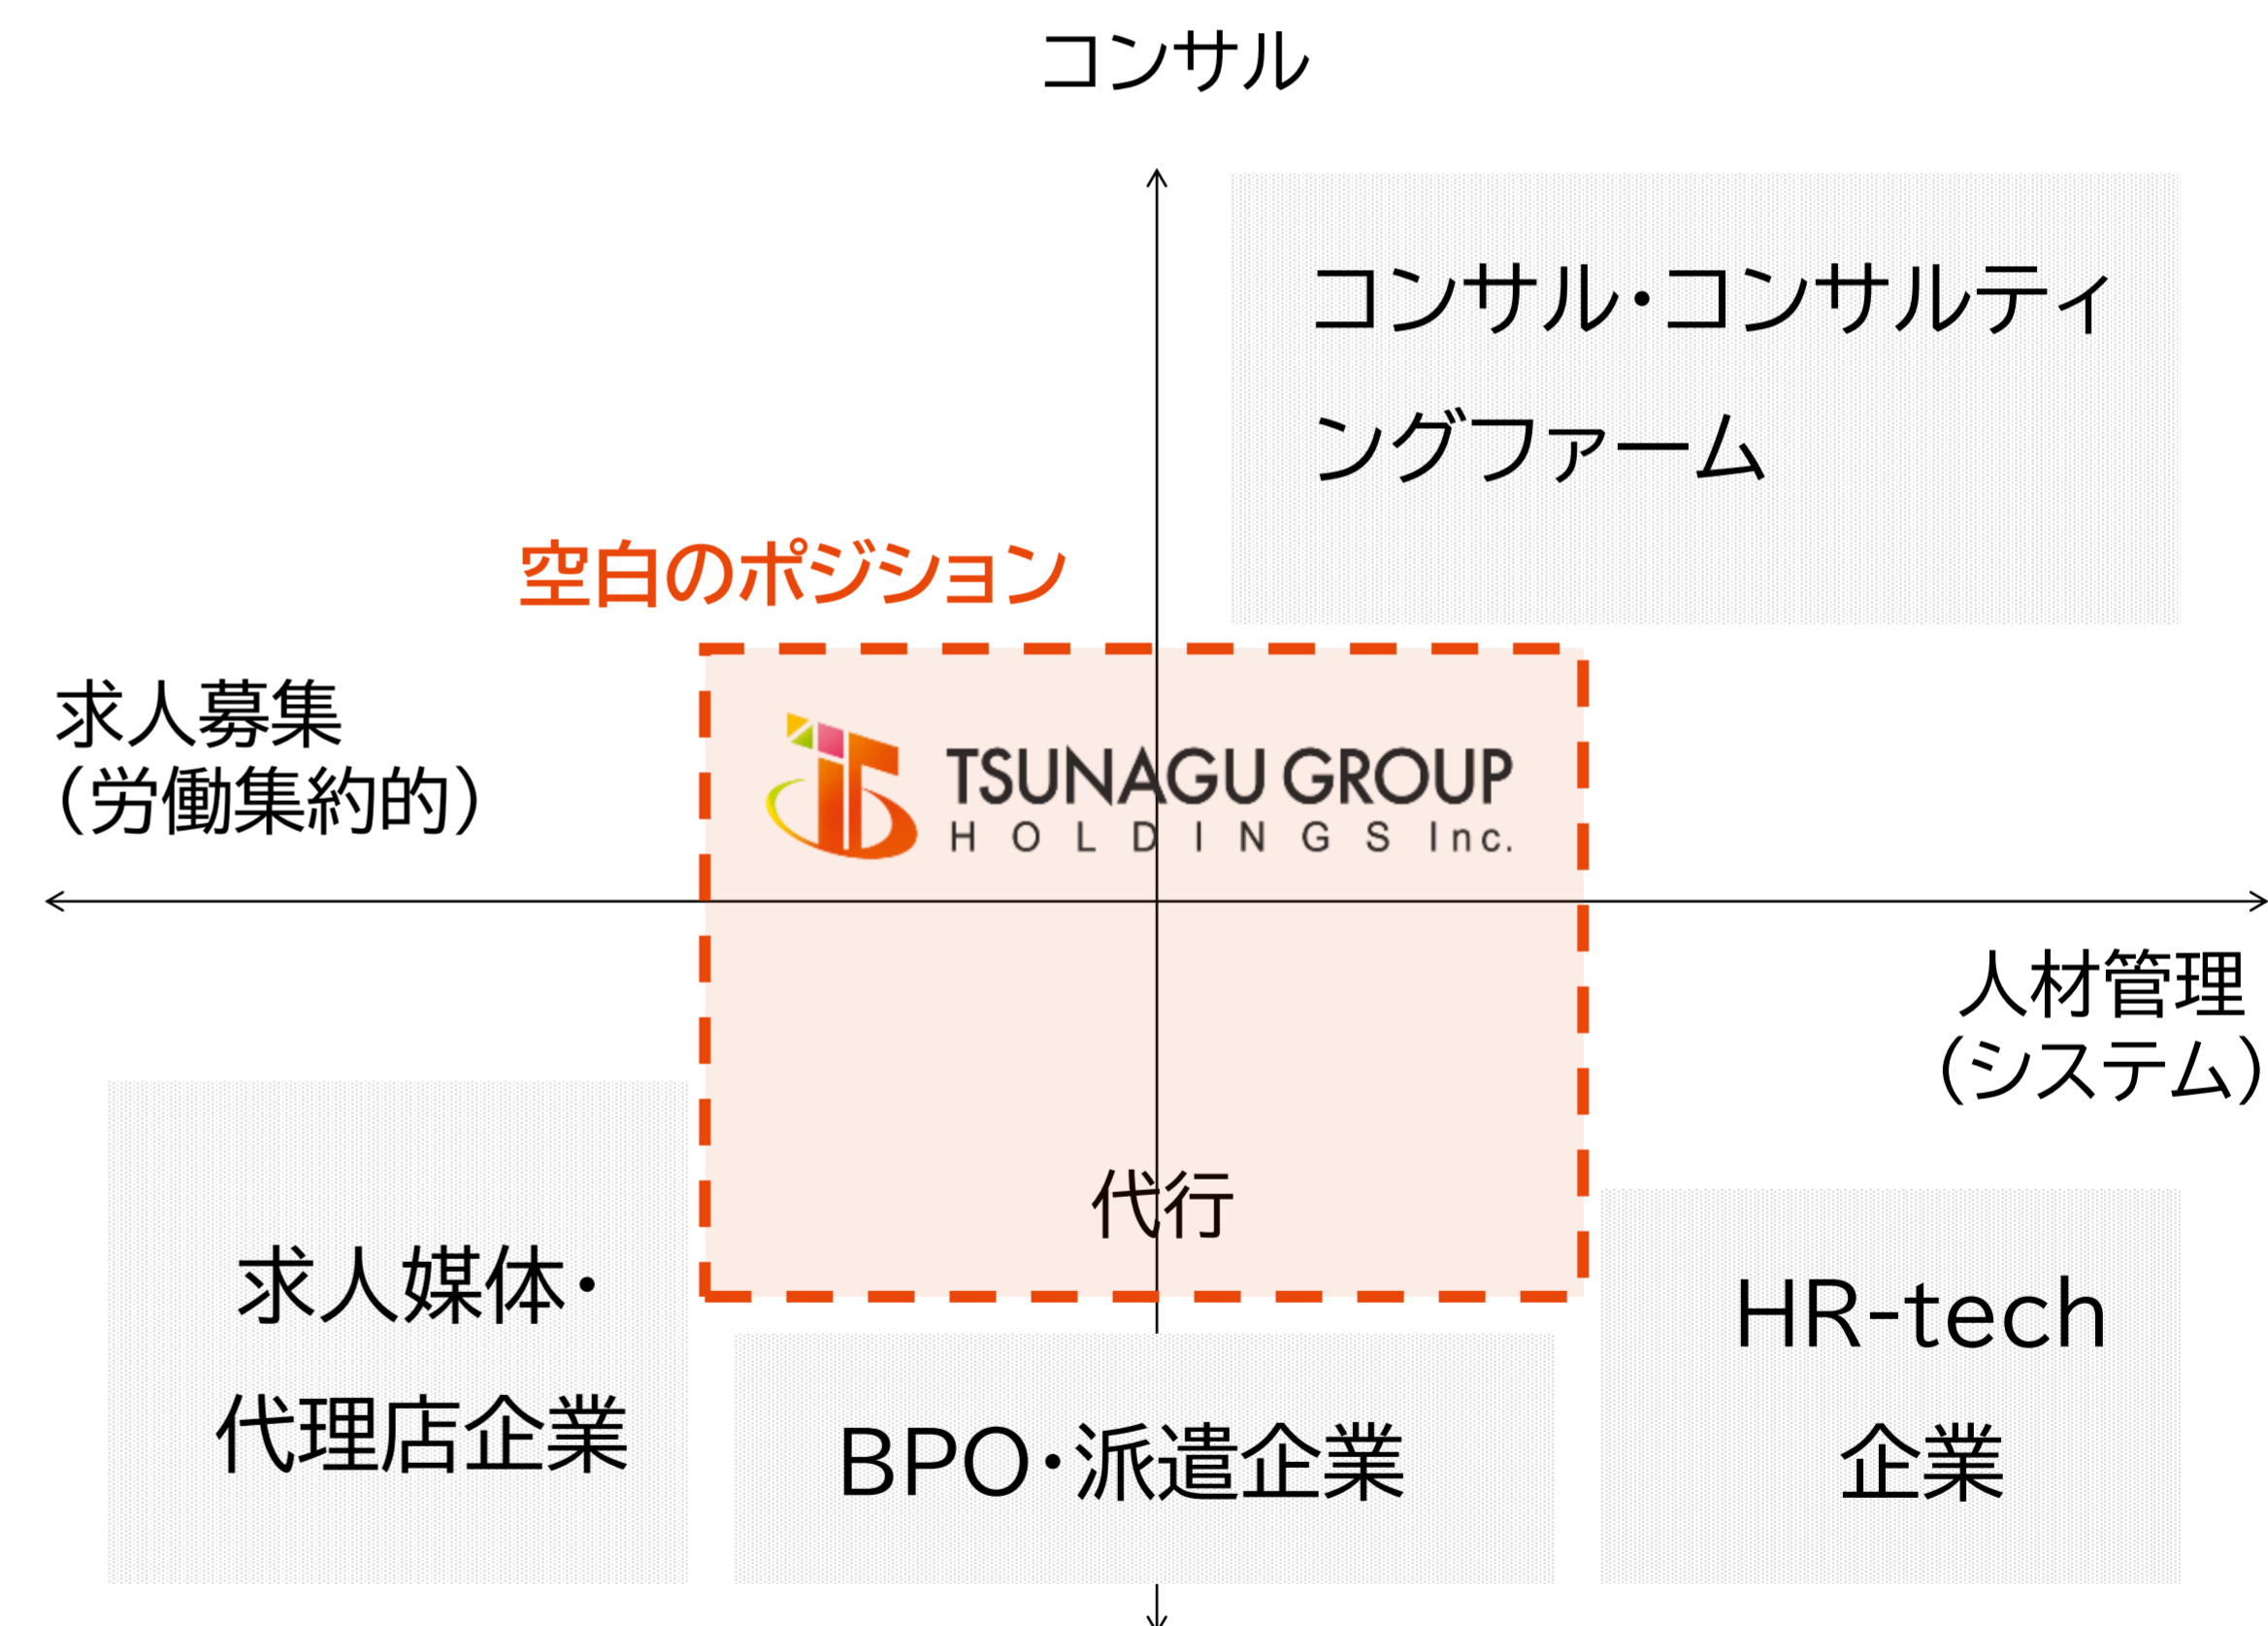 コンサル
コンサル・コンサルティ
ングファーム
空白のポジション
求人募集
（労働集約的）
TSUNAGU GROUP
HOLDINGS Inc.
人材管理
（システム）
代行
求人媒体・
代理店企業
BPO・派遣企業
HR-tech
企業